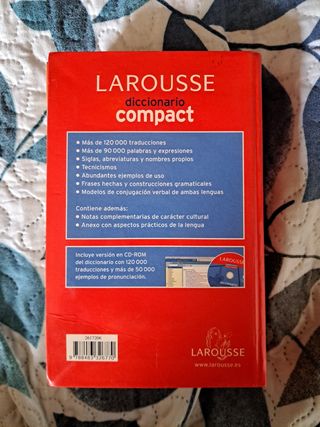 LAROUSSE
diccionario
compact
• Más de 120 000 traducciones
• Más de 90 000 palabras y expresiones
• Siglas, abreviaturas y nombres propios
• Tecnicismos
• Abundantes ejemplos de uso
• Frases hechas y construcciones gramaticales
• Modelos de conjugación verbal de ambas lenguas
Contiene además:
• Notas complementarias de carácter cultural
• Anexo con aspectos prácticos de la lengua
Incluye versión en CD-ROM
del diccionario con 120 000
traducciones y más de 50 000
ejemplos de pronunciación.
LAROUSSE
LAROUSSE
www.larousse.es